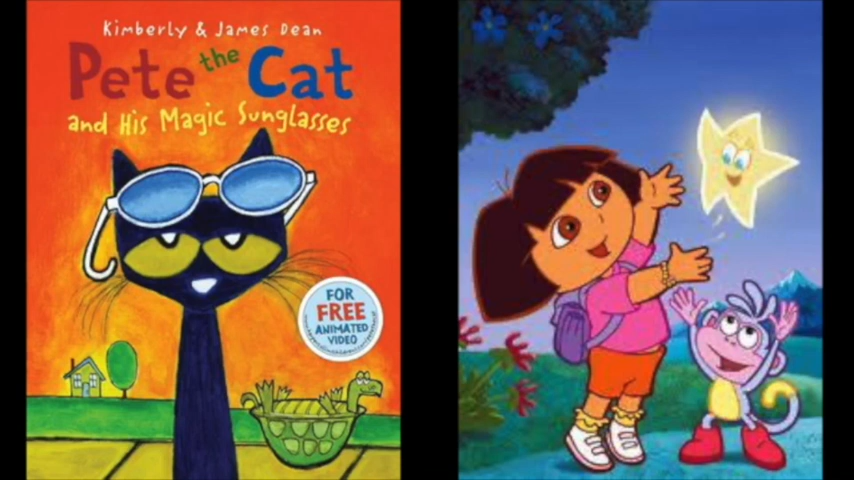 Kimberly & James Dean
Pete the Cat
and His Magic Sunglasses
FOR
FREE
ANIMATED
VIDEO